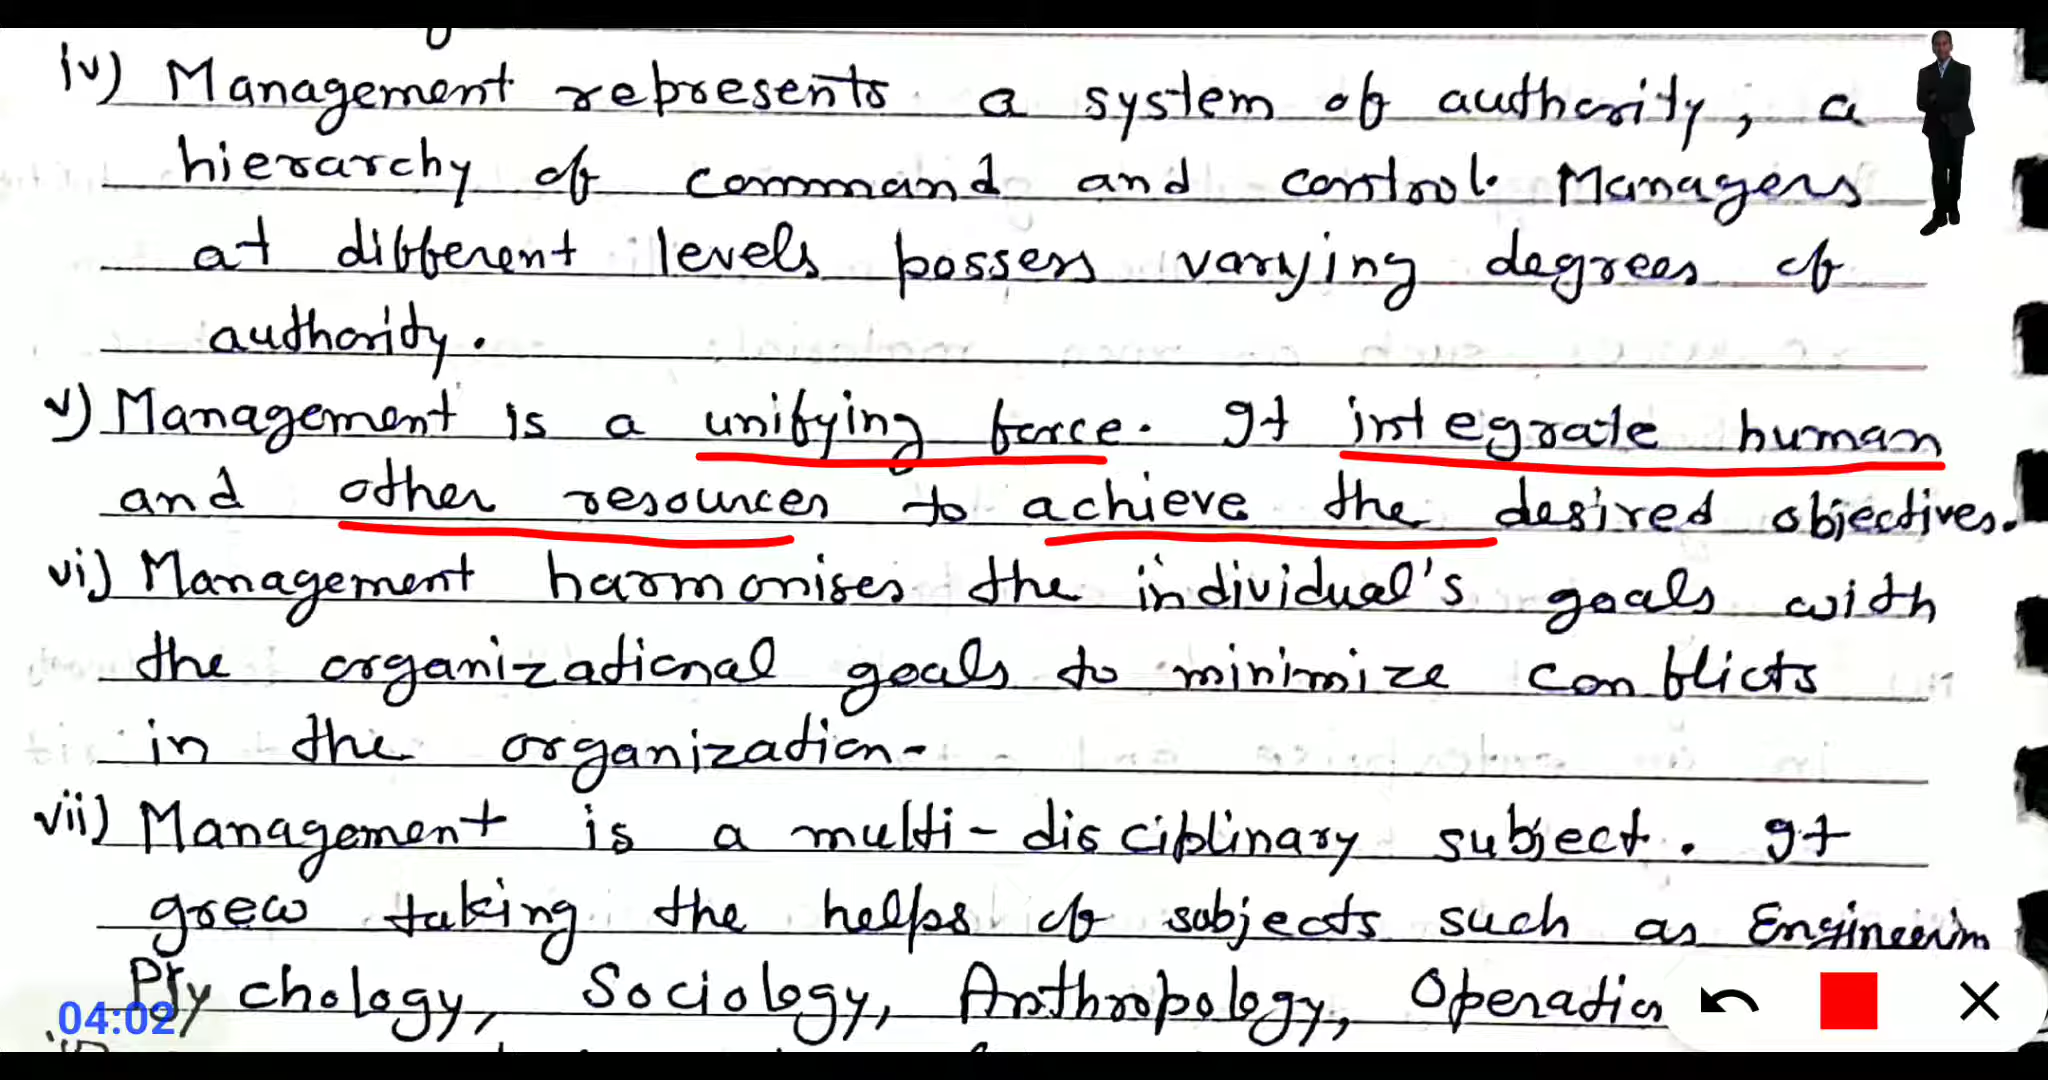 iv) Management represents a system of authority, a
hierarchy of command and control. Managers
at different levels possess varying degrees of
authority.
v) Management is a unifying force. It integrate human
and other resources to achieve the desired objectives.
vi) Management harmonises the individual's goals with
the organizational goals to minimize conflicts
in the organization.
vii) Management is a multi-disciplinary subject. It
grew taking the helps of subjects such as Engineerin
Psychology, Sociology, Anthropology, Operatio
04:02